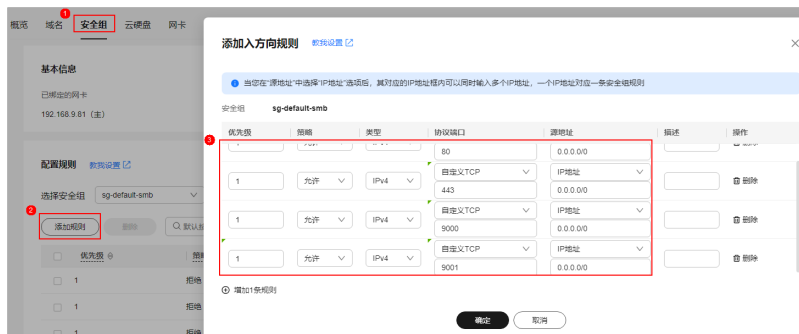 1
概览 域名 安全组 云硬盘 网卡
基本信息
已绑定的网卡
192.168.9.81 （主）
配置规则 教我设置
选择安全组 sg-default-smb
2
添加规则 删除
优先级
1 拒绝
1 拒绝
1 拒绝
添加入方向规则 教我设置
当您在“源地址”中选择“IP地址”选项后，其对应的IP地址框内可以同时输入多个IP地址，一个IP地址对应一条安全组规则
安全组 sg-default-smb
3
优先级 策略 类型 协议端口 源地址 描述 操作
80 0.0.0.0/0
自定义TCP IP地址
1 允许 IPv4 删除
443 0.0.0.0/0
自定义TCP IP地址
1 允许 IPv4 删除
9000 0.0.0.0/0
自定义TCP IP地址
1 允许 IPv4 删除
9001 0.0.0.0/0
增加1条规则
确定 取消